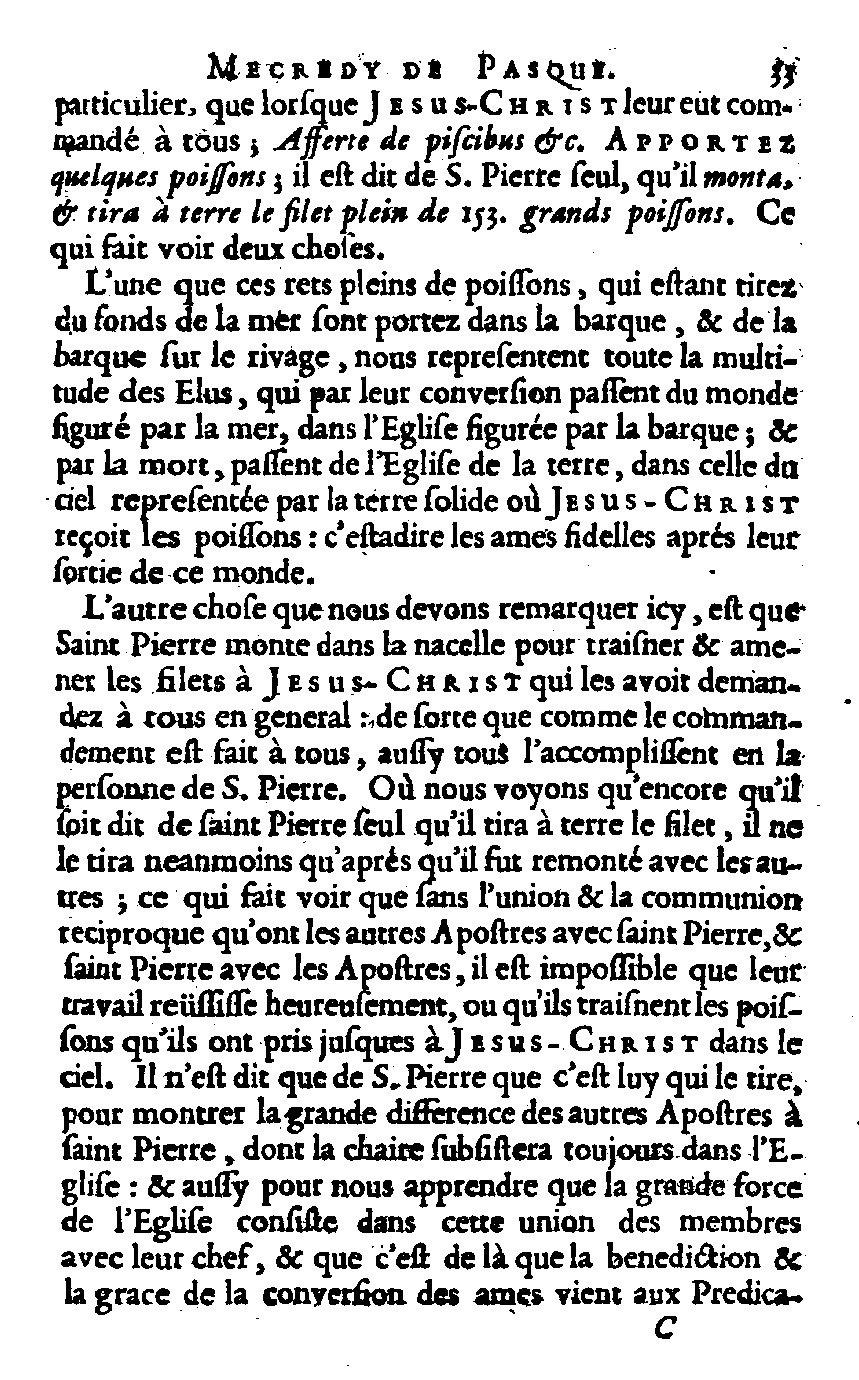 MECREDY DE PASQUE. 53
particulier, que lorſque JESUS-CHRIST leur eut com-
mandé à tous ; Afferte de piſcibus &c. APPORTEZ
quelques poiſſons ; il eſt dit de S. Pierre ſeul, qu'il monta,
& tira à terre le filet plein de 153. grands poiſſons. Ce
qui fait voir deux choſes.
L'une que ces rets pleins de poiſſons, qui eſtant tirez
du fonds de la mer ſont portez dans la barque, & de la
barque ſur le rivage, nous repreſentent toute la multi-
tude des Elus, qui par leur converſion paſſent du monde
figuré par la mer, dans l'Egliſe figurée par la barque ; &
par la mort, paſſent de l'Egliſe de la terre, dans celle du
ciel repreſentée par la terre ſolide où JESUS-CHRIST
reçoit les poiſſons : c'eſtadire les ames fidelles aprés leur
ſortie de ce monde.
L'autre choſe que nous devons remarquer icy, eſt que
Saint Pierre monte dans la nacelle pour traiſner & ame-
ner les filets à JESUS-CHRIST qui les avoit deman-
dez à tous en general : de ſorte que comme le comman-
dement eſt fait à tous, auſſy tous l'accompliſſent en la
perſonne de S. Pierre. Où nous voyons qu'encore qu'il
ſoit dit de ſaint Pierre ſeul qu'il tira à terre le filet, il ne
le tira neanmoins qu'aprés qu'il fut remonté avec les au-
tres ; ce qui fait voir que ſans l'union & la communion
reciproque qu'ont les autres Apoſtres avec ſaint Pierre, &
ſaint Pierre avec les Apoſtres, il eſt impoſſible que leur
travail reüſſiſſe heureuſement, ou qu'ils traiſnent les poiſ-
ſons qu'ils ont pris juſques à JESUS-CHRIST dans le
ciel. Il n'eſt dit que de S. Pierre que c'eſt luy qui le tire,
pour montrer la grande difference des autres Apoſtres à
ſaint Pierre, dont la chaire ſubſiſtera toujours dans l'E-
gliſe : & auſſy pour nous apprendre que la grande force
de l'Egliſe conſiſte dans cette union des membres
avec leur chef, & que c'eſt de là que la benediction &
la grace de la converſion des ames vient aux Predica-
C